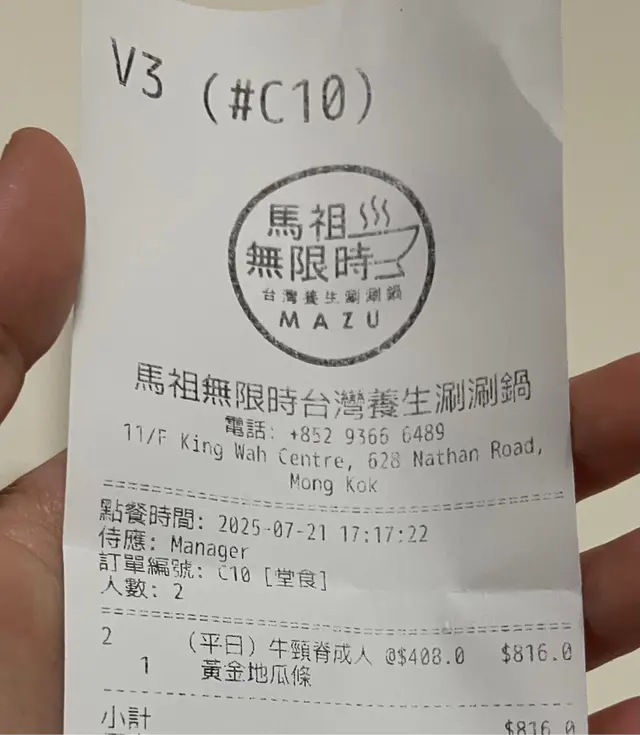 V3 (#C10)
馬祖
無限時
台灣養生涮涮鍋
MAZU
馬祖無限時台灣養生涮涮鍋
電話: +852 9366 6489
11/F King Wah Centre, 628 Nathan Road,
Mong Kok
點餐時間: 2025-07-21 17:17:22
侍應: Manager
訂單編號: C10 [堂食]
人數: 2
2 (平日) 牛頸脊成人 @$408.0 $816.0
1 黃金地瓜條
小計 $816.0